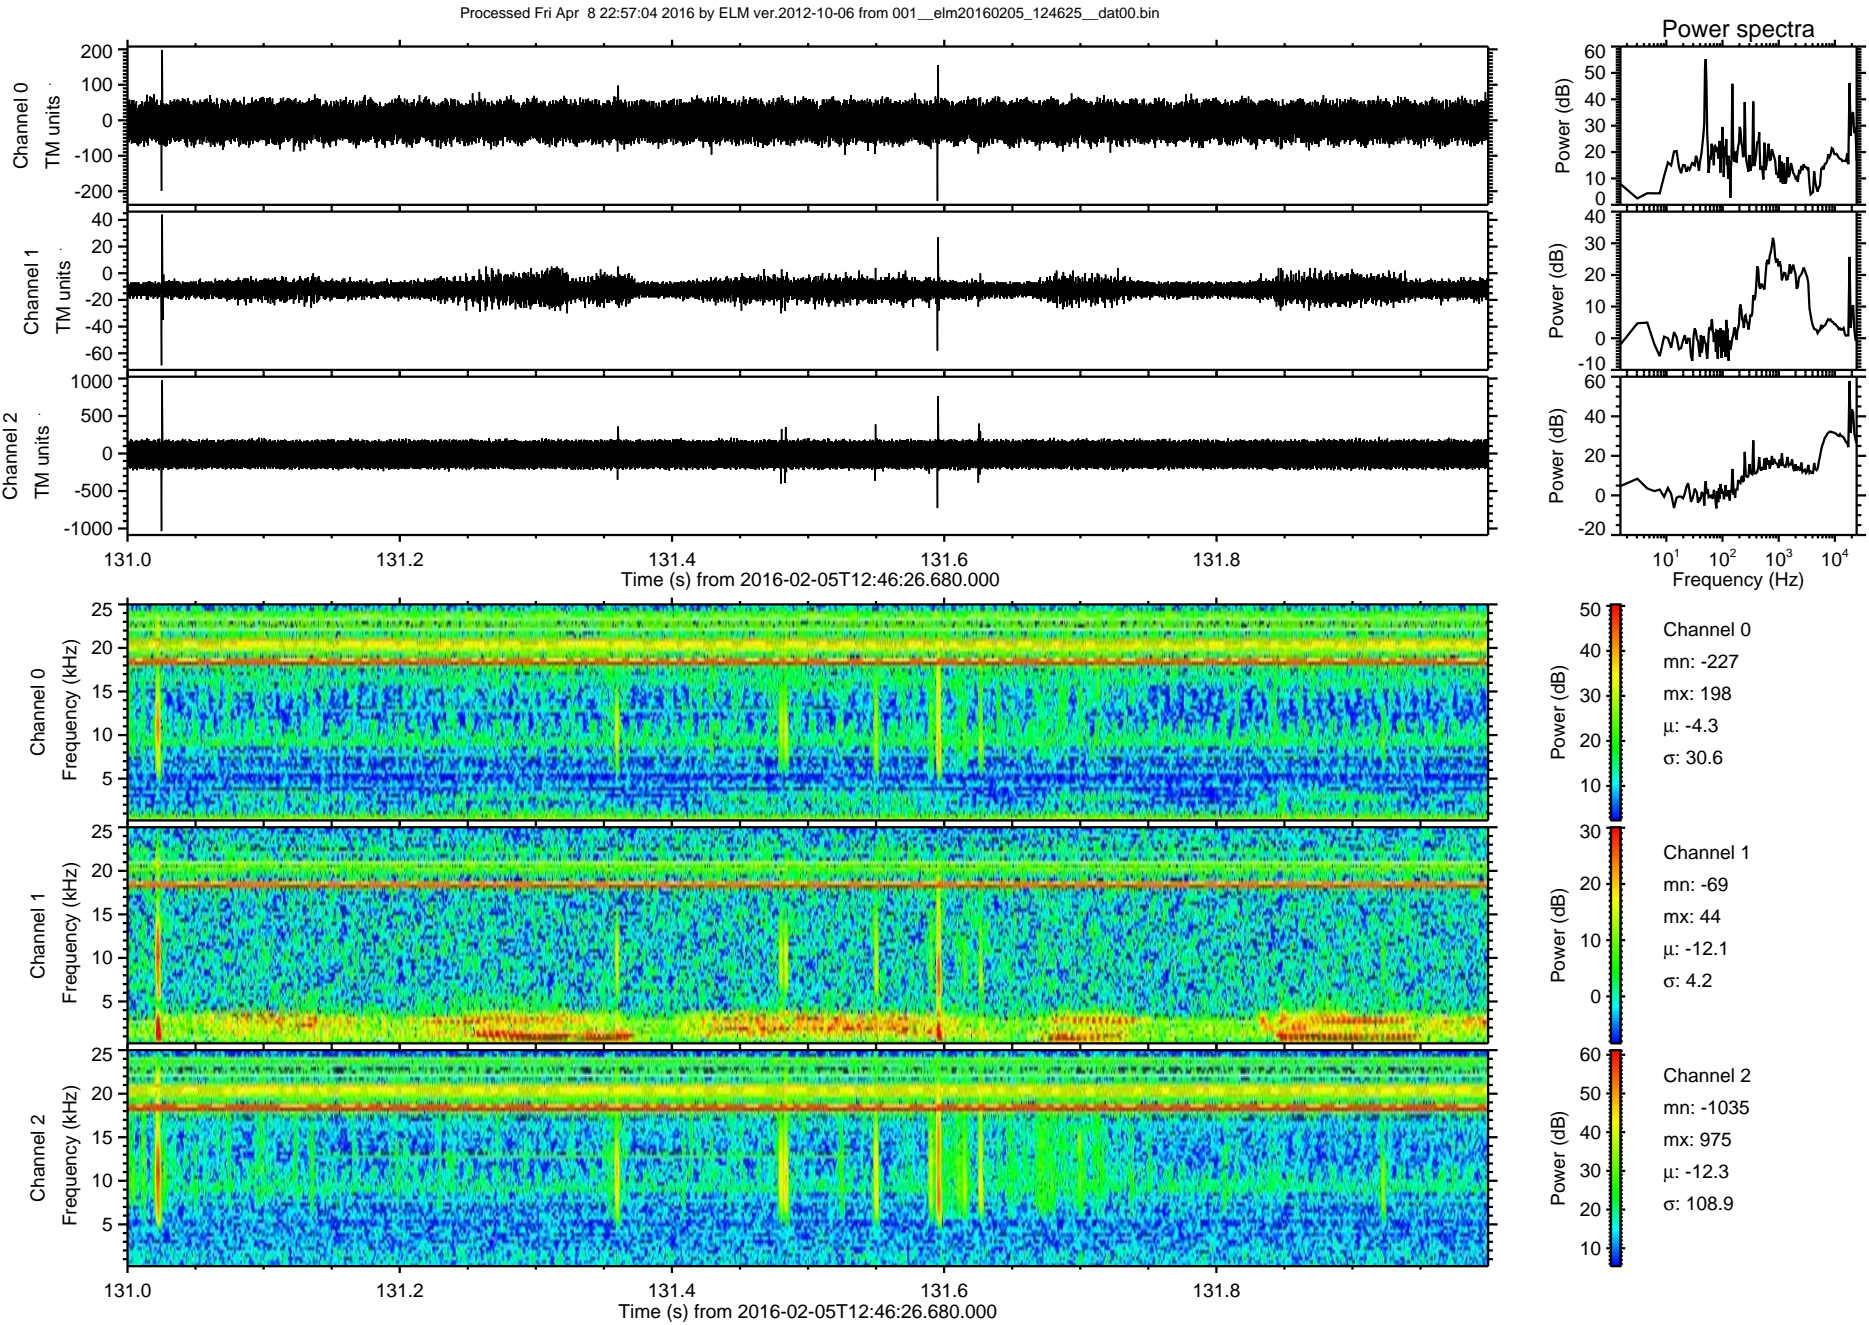 Processed Fri Apr  8 22:57:04 2016 by ELM ver.2012-10-06 from 001__elm20160205_124625__dat00.bin
Power spectra
Channel 0
TM units
200
100
0
-100
-200
Power (dB)
60
50
40
30
20
10
0
Channel 1
TM units
40
20
0
-20
-40
-60
Power (dB)
40
30
20
10
0
-10
Channel 2
TM units
1000
500
0
-500
-1000
Power (dB)
60
40
20
0
-20
131.0 131.2 131.4 131.6 131.8
Time (s) from 2016-02-05T12:46:26.680.000
10¹ 10² 10³ 10⁴
Frequency (Hz)
Channel 0
Frequency (kHz)
25
20
15
10
5
Power (dB)
50
40
30
20
10
Channel 0
mn: -227
mx: 198
μ: -4.3
σ: 30.6
Channel 1
Frequency (kHz)
25
20
15
10
5
Power (dB)
30
20
10
0
Channel 1
mn: -69
mx: 44
μ: -12.1
σ: 4.2
Channel 2
Frequency (kHz)
25
20
15
10
5
Power (dB)
60
50
40
30
20
10
Channel 2
mn: -1035
mx: 975
μ: -12.3
σ: 108.9
131.0 131.2 131.4 131.6 131.8
Time (s) from 2016-02-05T12:46:26.680.000